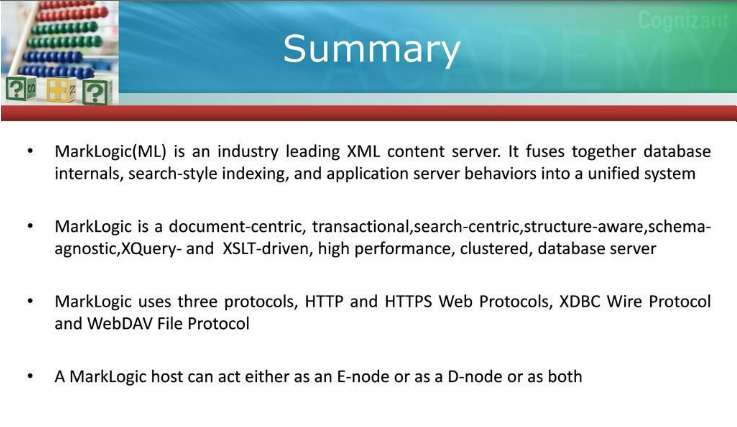 Cognizant
ACADEMY
Summary
? ?
• MarkLogic(ML) is an industry leading XML content server. It fuses together database
internals, search-style indexing, and application server behaviors into a unified system
• MarkLogic is a document-centric, transactional,search-centric,structure-aware,schema-
agnostic,XQuery- and XSLT-driven, high performance, clustered, database server
• MarkLogic uses three protocols, HTTP and HTTPS Web Protocols, XDBC Wire Protocol
and WebDAV File Protocol
• A MarkLogic host can act either as an E-node or as a D-node or as both